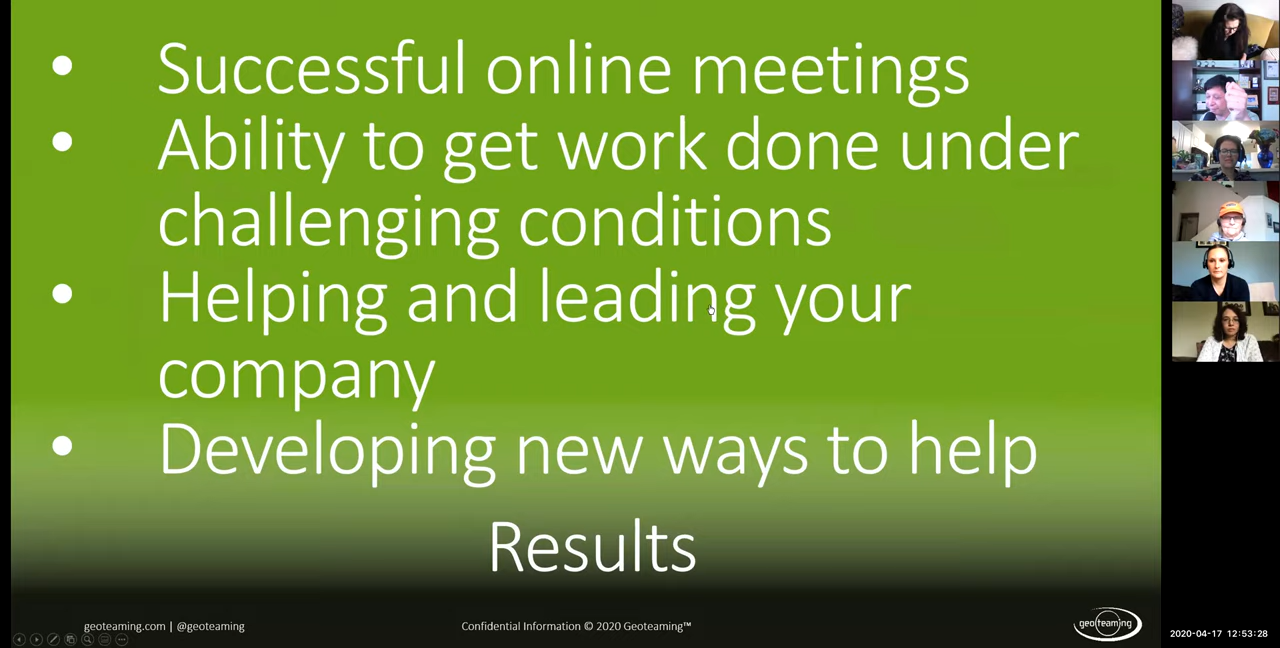 • Successful online meetings
• Ability to get work done under
challenging conditions
• Helping and leading your
company
• Developing new ways to help
Results
geoteaming.com | @geoteaming
Confidential Information © 2020 Geoteaming™
geoteaming
2020-04-17 12:53:28